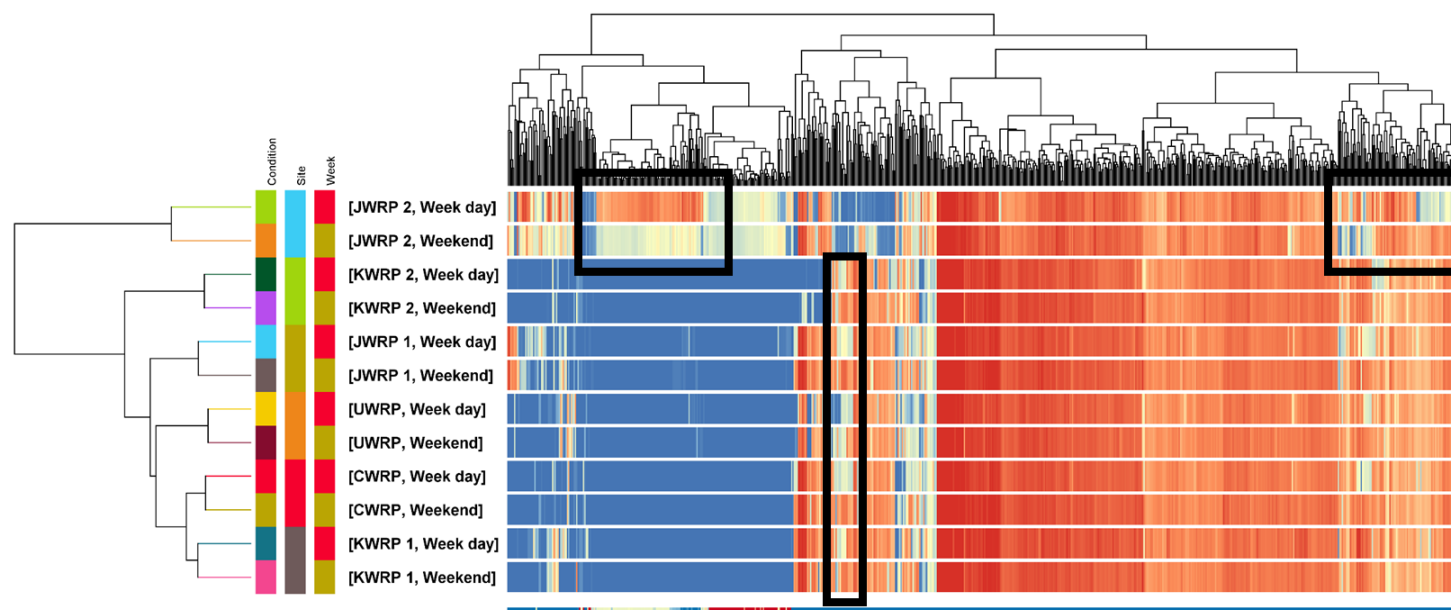 Condition
Site
Week
[JWRP 2, Week day]
[JWRP 2, Weekend]
[KWRP 2, Week day]
[KWRP 2, Weekend]
[JWRP 1, Week day]
[JWRP 1, Weekend]
[UWRP, Week day]
[UWRP, Weekend]
[CWRP, Week day]
[CWRP, Weekend]
[KWRP 1, Week day]
[KWRP 1, Weekend]